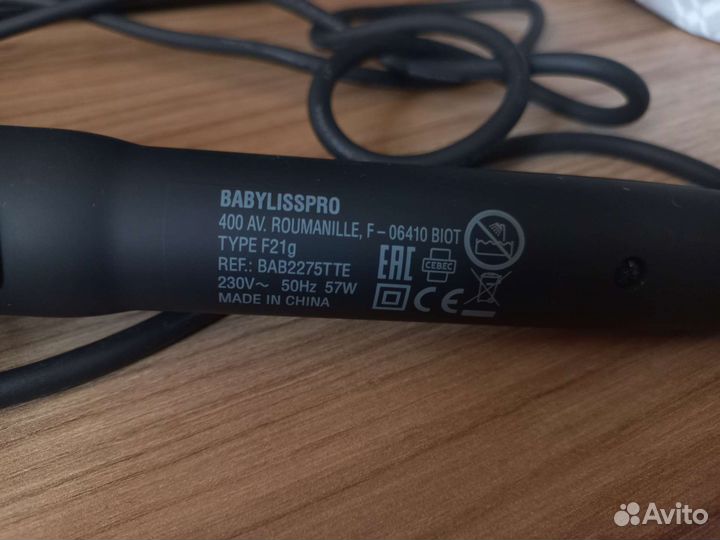 BABYLISSPRO
400 AV. ROUMANILLE, F – 06410 BIOT
TYPE F21g
REF.: BAB2275TTE
230V~ 50Hz 57W
MADE IN CHINA
EAC
CEBEC
CE
Avito